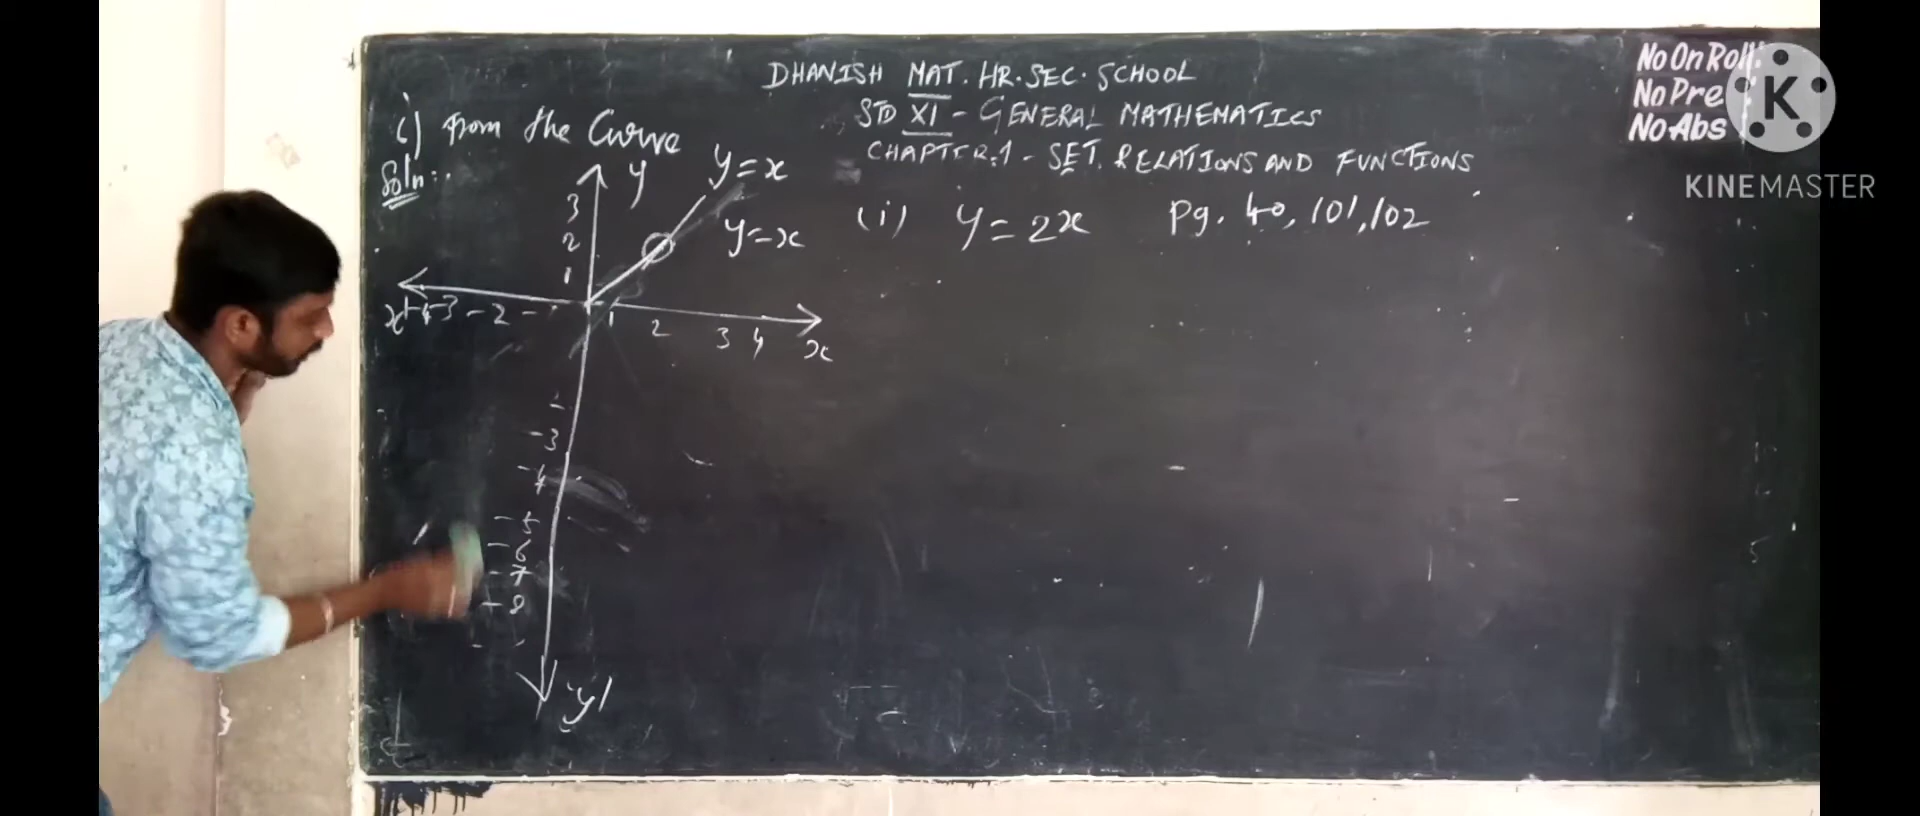 DHANISH MAT. HR. SEC. SCHOOL
STD XI - GENERAL MATHEMATICS
CHAPTER.1 - SET, RELATIONS AND FUNCTIONS
No On Roll:
No Pre
No Abs
K
KINEMASTER
i) From the Curve
Soln:.
y
y=x
y=x
3
2
1
-3
-2
1
2
3
4
x
-3
-4
-5
-6
-7
-8
y'
(i) y = 2x
Pg. 40, 101, 102